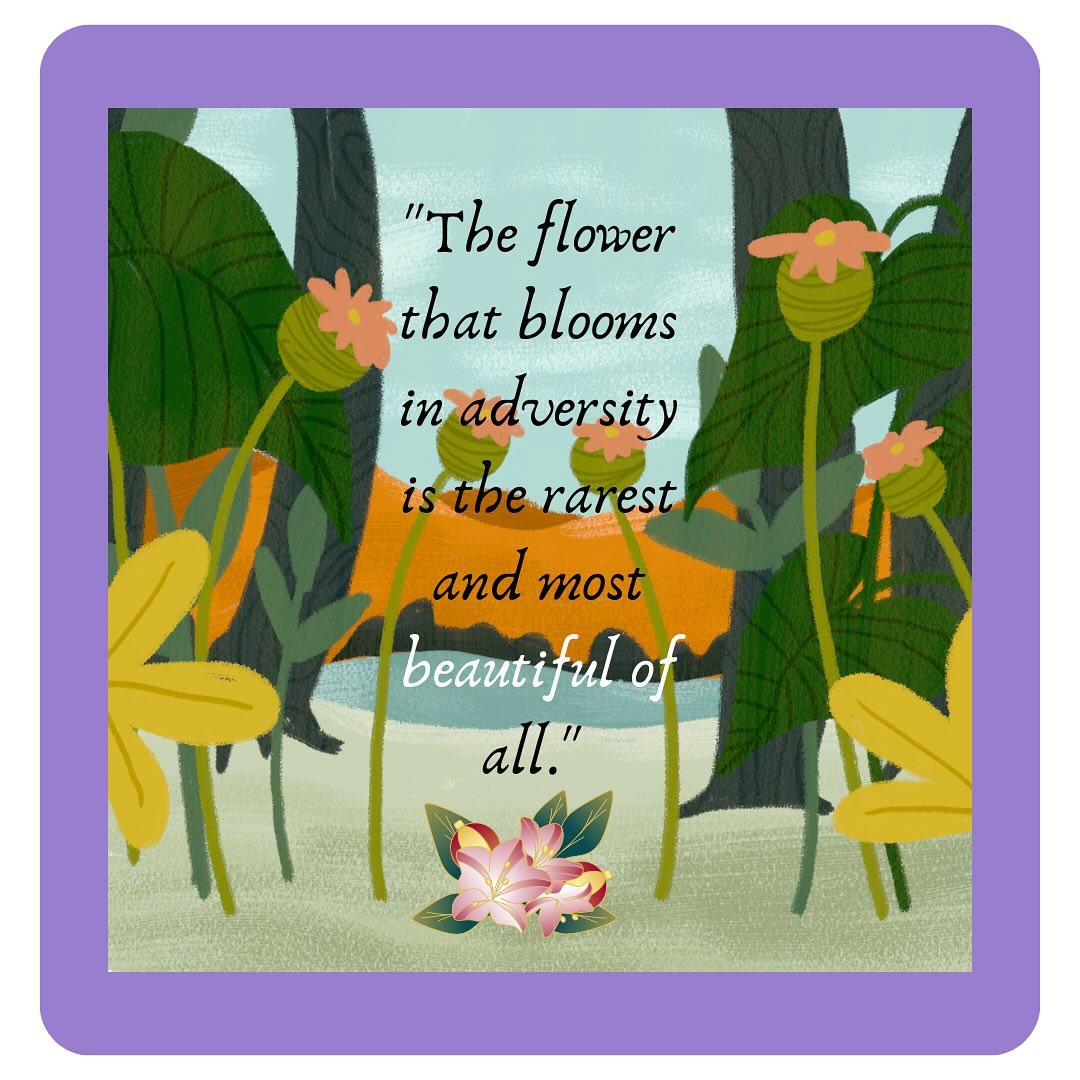 "The flower
that blooms
in adversity
is the rarest
and most
beautiful of
all."